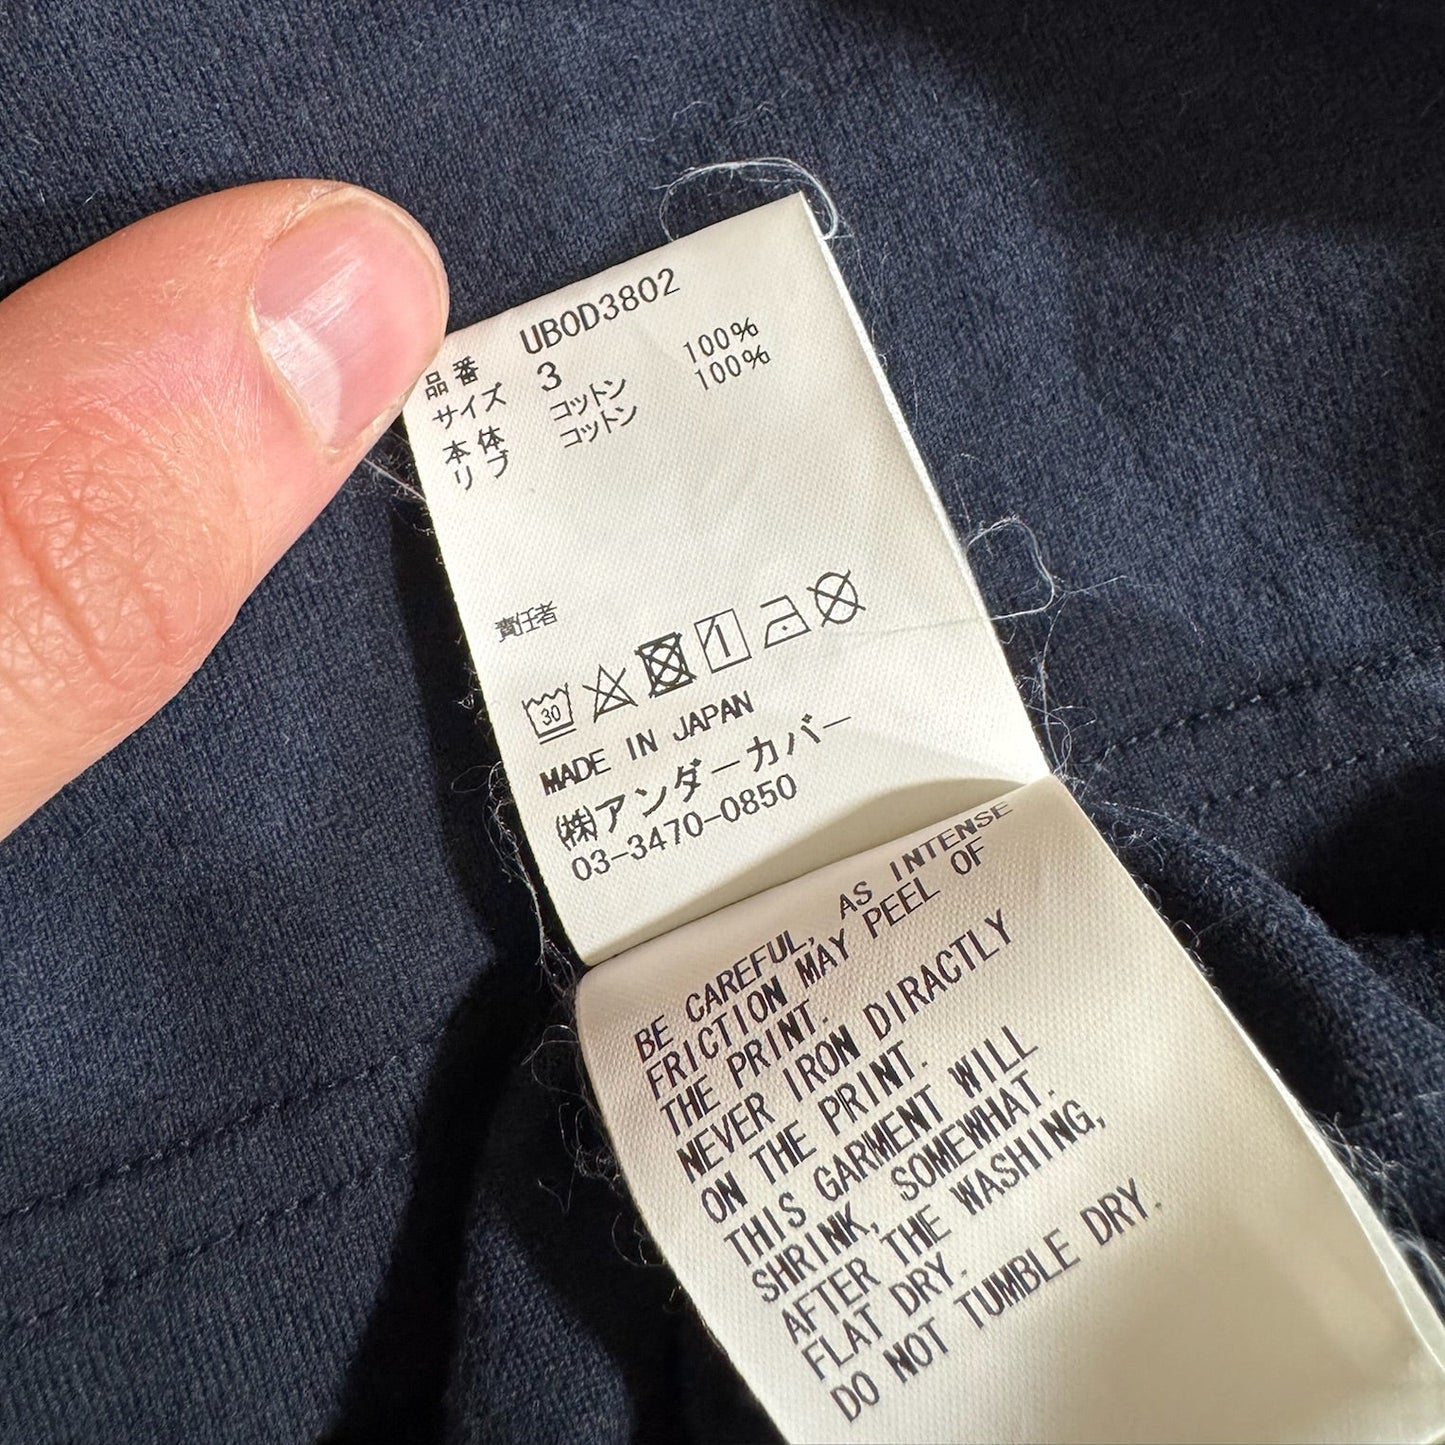 品番 UB0D3802
サイズ 3
本体 コットン 100%
リブ コットン 100%
責任者
30
MADE IN JAPAN
㈱アンダーカバー
03-3470-0850
BE CAREFUL, AS INTENSE
FRICTION MAY PEEL OF
THE PRINT.
NEVER IRON DIRACTLY
ON THE PRINT.
THIS GARMENT WILL
SHRINK, SOMEWHAT.
AFTER THE WASHING,
FLAT DRY.
DO NOT TUMBLE DRY.